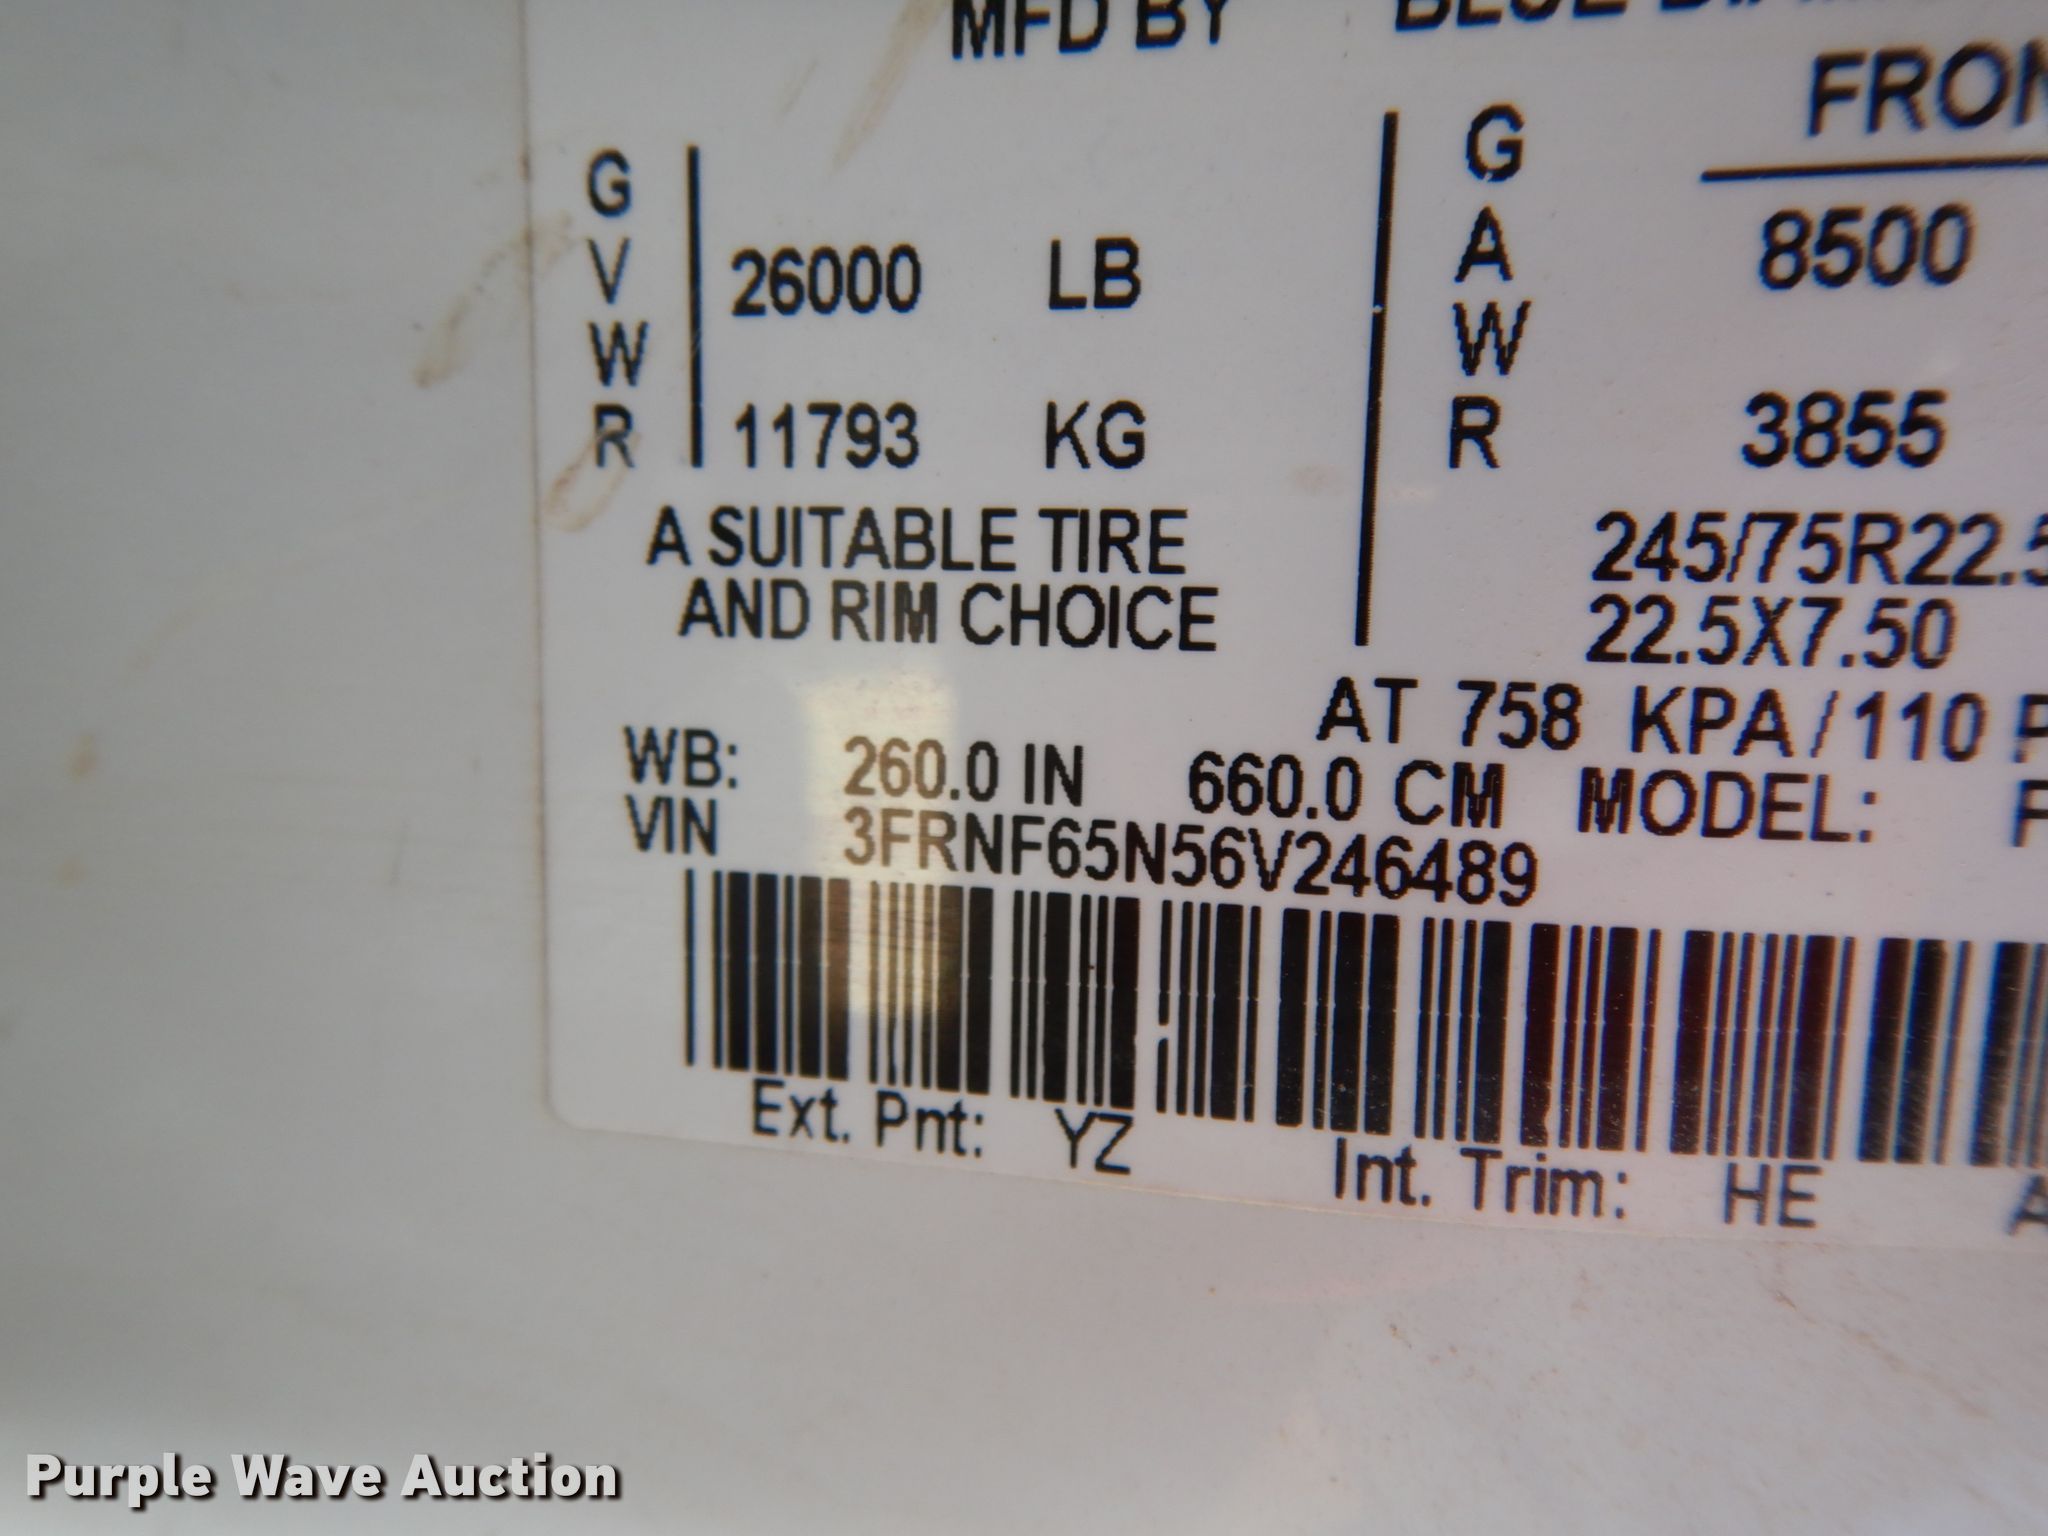 MFD BY
FRON
G V W R
26000 LB
11793 KG
G A W R
8500
3855
A SUITABLE TIRE
AND RIM CHOICE
245/75R22.5
22.5X7.50
AT 758 KPA/110 P
WB: 260.0 IN 660.0 CM MODEL: F
VIN 3FRNF65N56V246489
Ext. Pnt: YZ Int. Trim: HE A
Purple Wave Auction